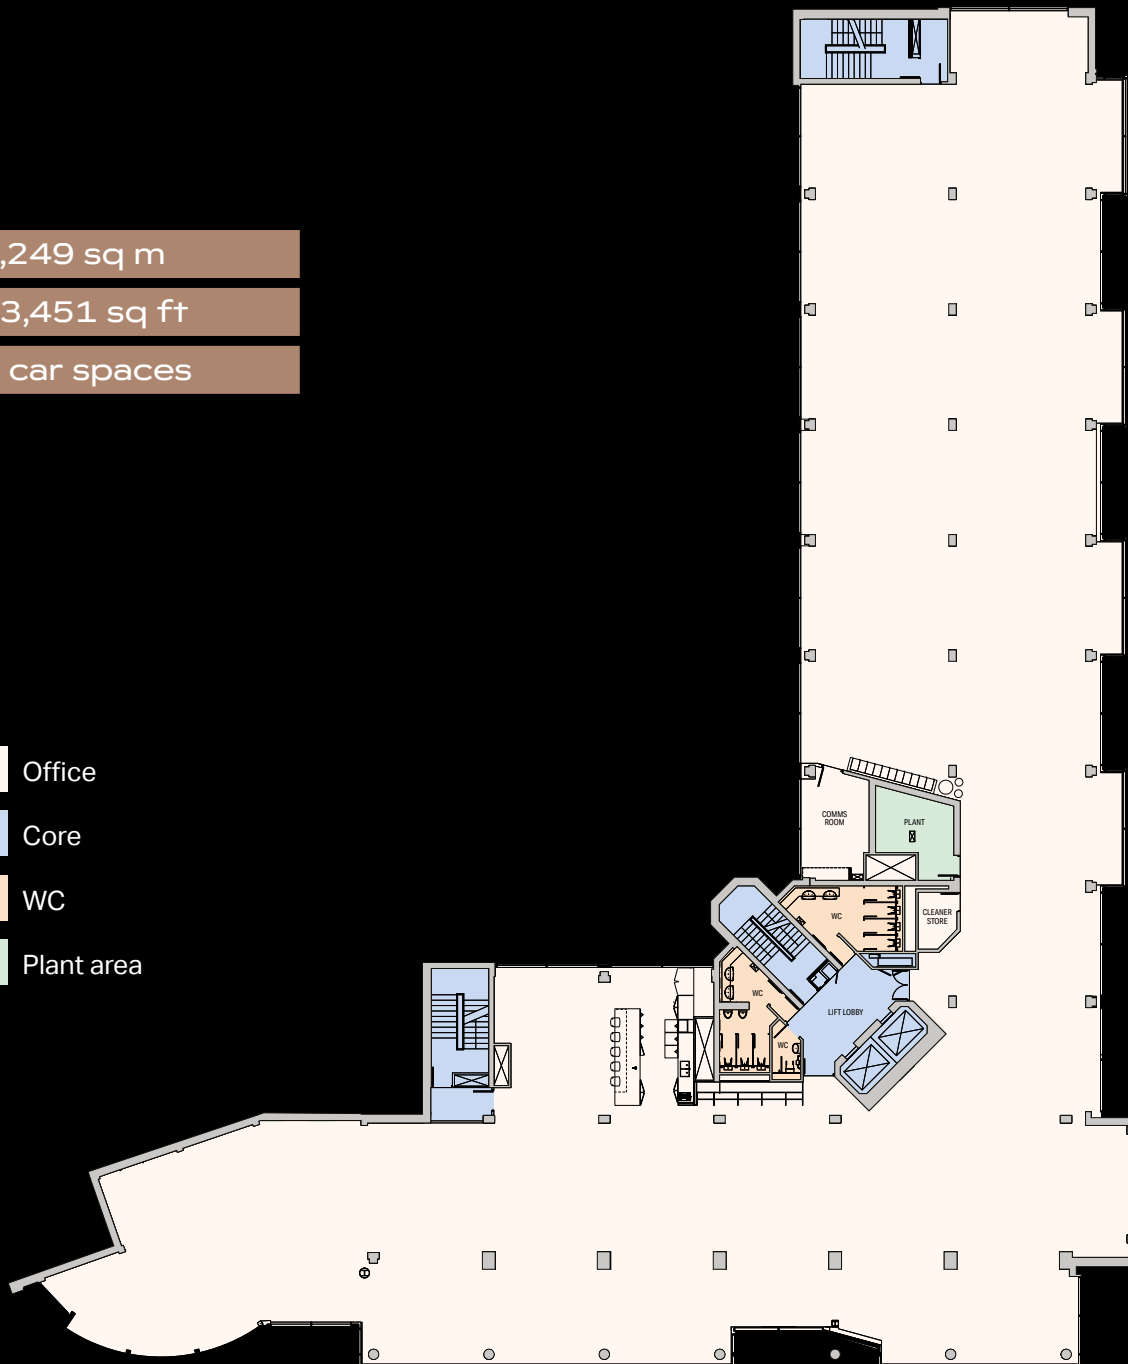 ,249 sq m
3,451 sq ft
car spaces
Office
Core
WC
Plant area
COMMS
ROOM
PLANT
WC
CLEANER
STORE
WC
LIFT LOBBY
WC